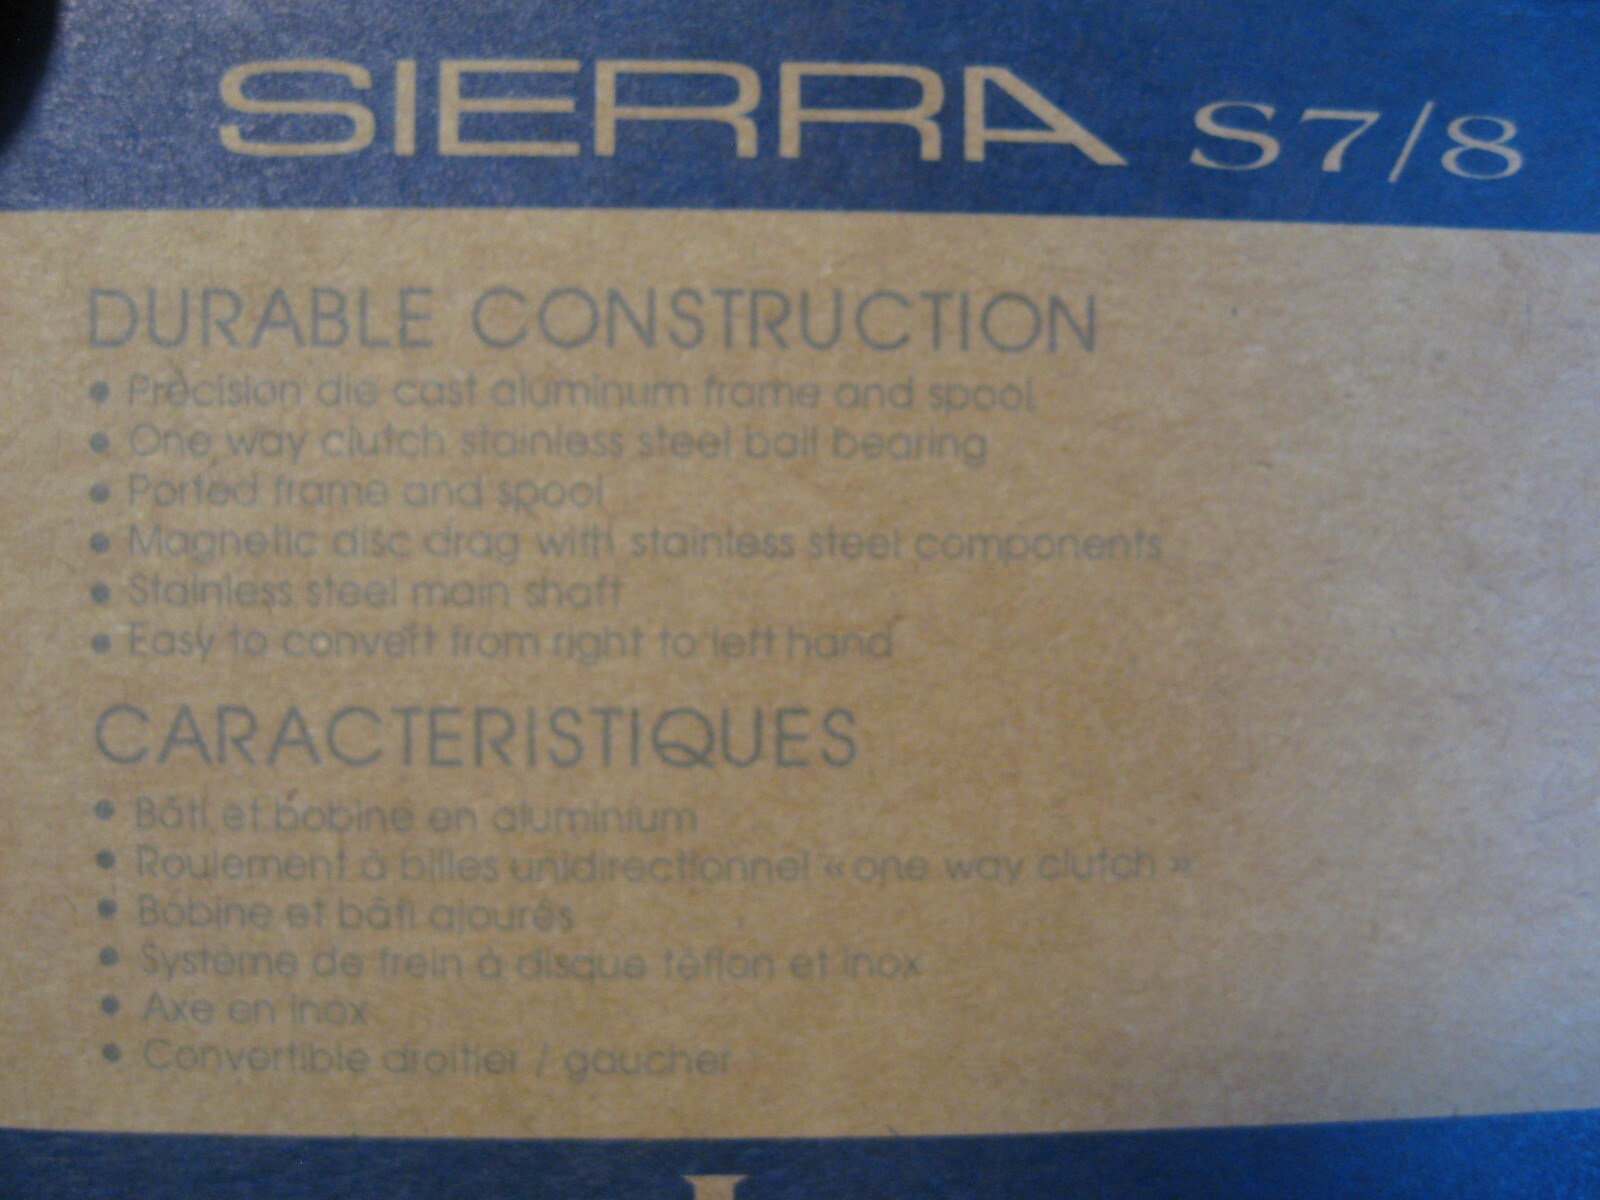 SIERRA S7/8
DURABLE CONSTRUCTION
• Précision die cast aluminum frame and spool
• One way clutch stainless steel ball bearing
• Ported frame and spool
• Magnetic disc drag with stainless steel components
• Stainless steel main shaft
• Easy to convert from right to left hand
CARACTERISTIQUES
• Bâti et bobine en aluminium
• Roulement à billes unidirectionnel « one way clutch »
• Bobine et bâti ajourés
• Système de frein à disque téflon et inox
• Axe en inox
• Convertible droitier / gaucher